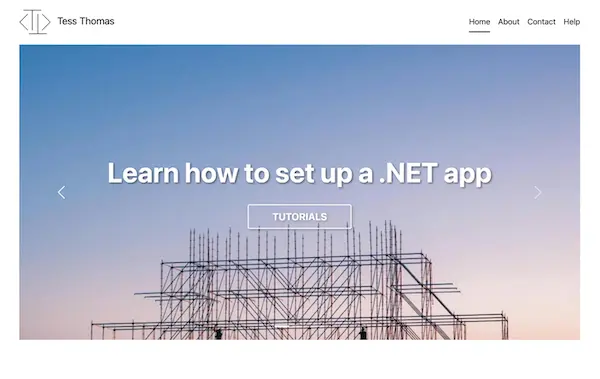 Tess Thomas
Home About Contact Help
Learn how to set up a .NET app
TUTORIALS